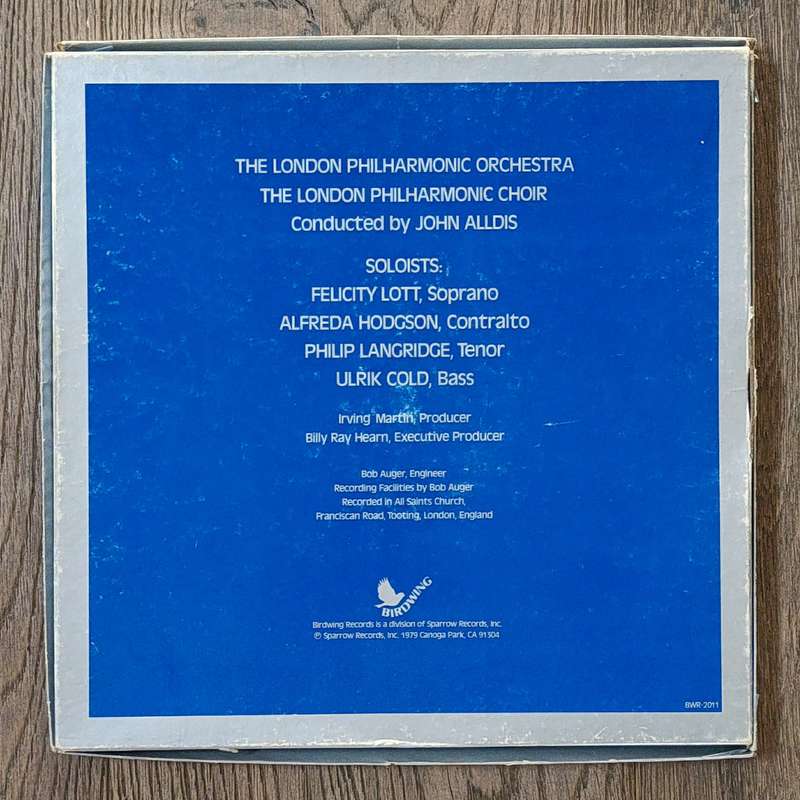 THE LONDON PHILHARMONIC ORCHESTRA
THE LONDON PHILHARMONIC CHOIR
Conducted by JOHN ALLDIS
SOLOISTS:
FELICITY LOTT, Soprano
ALFREDA HODGSON, Contralto
PHILIP LANGRIDGE, Tenor
ULRIK COLD, Bass
Irving Martin, Producer
Billy Ray Hearn, Executive Producer
Bob Auger, Engineer
Recording Facilities by Bob Auger
Recorded in All Saints Church,
Franciscan Road, Tooting, London, England
BIRDWING
Birdwing Records is a division of Sparrow Records, Inc.
℗ Sparrow Records, Inc. 1979 Canoga Park, CA 91304
BWR-2011